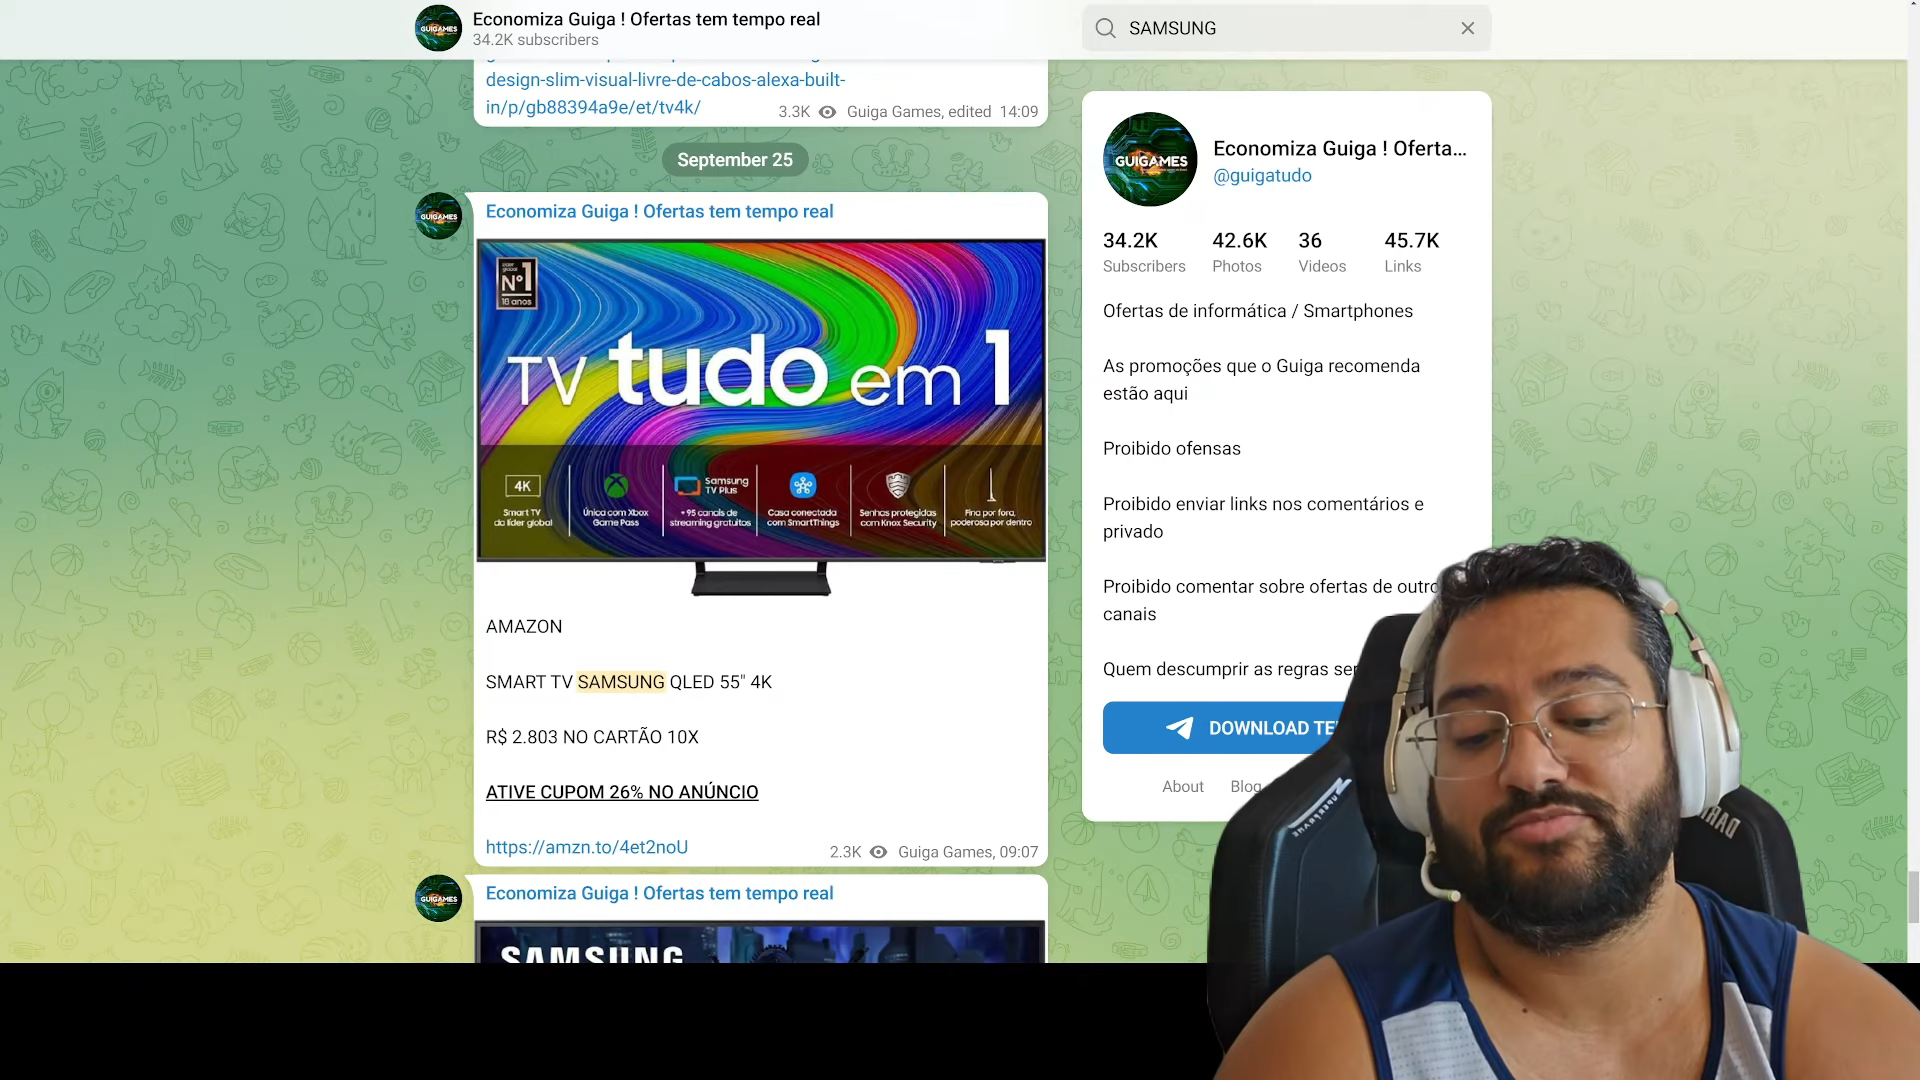 Economiza Guiga ! Ofertas tem tempo real
34.2K subscribers
SAMSUNG
design-slim-visual-livre-de-cabos-alexa-built-
in/p/gb88394a9e/et/tv4k/
3.3K Guiga Games, edited 14:09
September 25
GUIGAMES
Economiza Guiga ! Ofertas tem tempo real
Nº1
18 anos
TV tudo em 1
4K
Smart TV
da líder global
Única com Xbox
Game Pass
Samsung
TV Plus
+95 canais de
streaming gratuitos
Casa conectada
com SmartThings
Senhas protegidas
com Knox Security
Fina por fora,
poderosa por dentro
AMAZON
SMART TV SAMSUNG QLED 55" 4K
R$ 2.803 NO CARTÃO 10X
ATIVE CUPOM 26% NO ANÚNCIO
https://amzn.to/4et2noU
2.3K Guiga Games, 09:07
GUIGAMES
Economiza Guiga ! Ofertas tem tempo real
SAMSUNG
GUIGAMES
Economiza Guiga ! Oferta...
@guigatudo
34.2K 42.6K 36 45.7K
Subscribers Photos Videos Links
Ofertas de informática / Smartphones
As promoções que o Guiga recomenda
estão aqui
Proibido ofensas
Proibido enviar links nos comentários e
privado
Proibido comentar sobre ofertas de outro
canais
Quem descumprir as regras ser
DOWNLOAD TE
About Blog